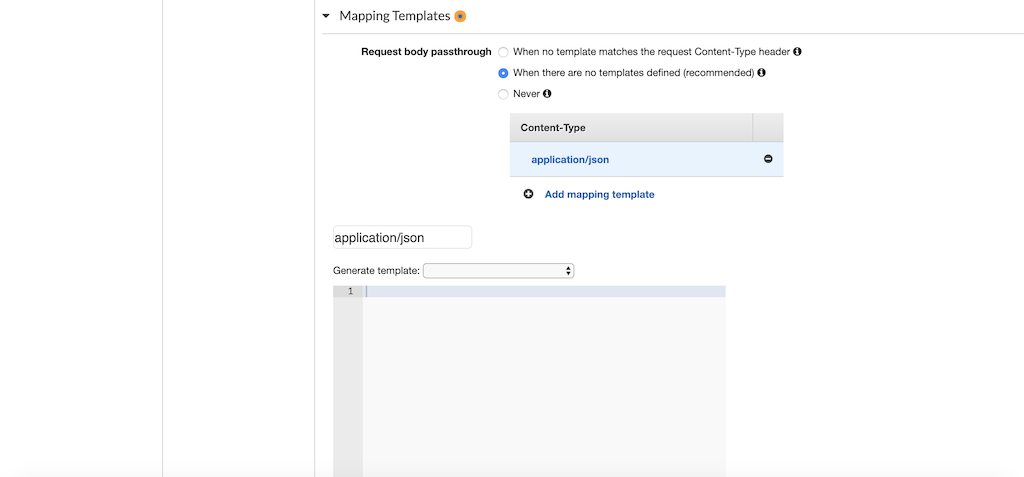 Mapping Templates
Request body passthrough When no template matches the request Content-Type header
When there are no templates defined (recommended)
Never
Content-Type
application/json
Add mapping template
application/json
Generate template:
1